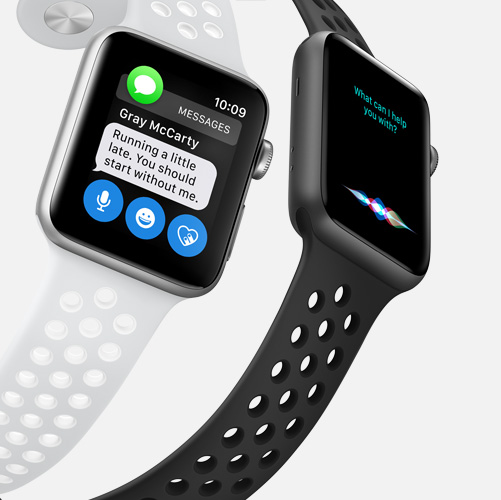 10:09
MESSAGES
Gray McCarty
Running a little
late. You should
start without me.
What can I help
you with?